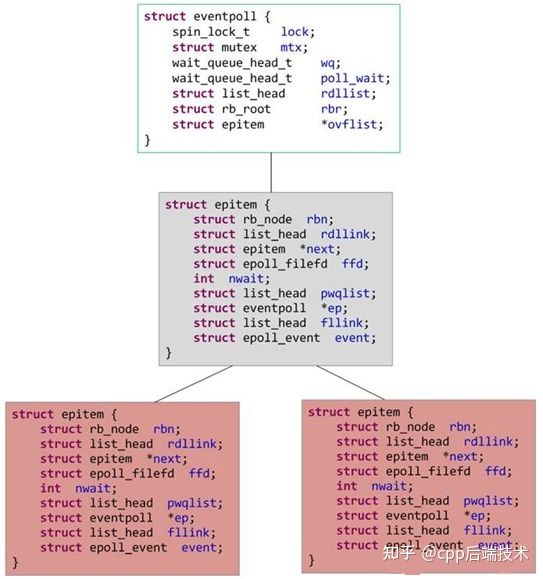 struct eventpoll {
spin_lock_t lock;
struct mutex mtx;
wait_queue_head_t wq;
wait_queue_head_t poll_wait;
struct list_head rdllist;
struct rb_root rbr;
struct epitem *ovflist;
}
struct epitem {
struct rb_node rbn;
struct list_head rdllink;
struct epitem *next;
struct epoll_filefd ffd;
int nwait;
struct list_head pwqlist;
struct eventpoll *ep;
struct list_head fllink;
struct epoll_event event;
}
struct epitem {
struct rb_node rbn;
struct list_head rdllink;
struct epitem *next;
struct epoll_filefd ffd;
int nwait;
struct list_head pwqlist;
struct eventpoll *ep;
struct list_head fllink;
struct epoll_event event;
}
struct epitem {
struct rb_node rbn;
struct list_head rdllink;
struct epitem *next;
struct epoll_filefd ffd;
int nwait;
struct list_head pwqlist;
struct eventpoll *ep;
struct list_head fllink;
struct epoll_event event;
}
知乎 @cpp后端技术